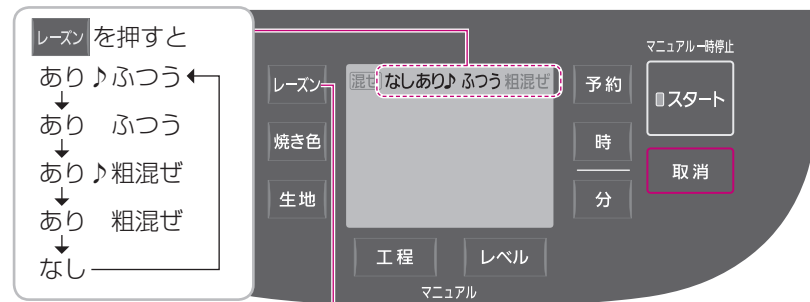 レーズン を押すと
あり♪ふつう
あり ふつう
あり♪粗混ぜ
あり 粗混ぜ
なし
マニュアル一時停止
レーズン
混ぜ なしあり♪ ふつう 粗混ぜ
予約
スタート
焼き色
時
取消
生地
分
工程
レベル
マニュアル